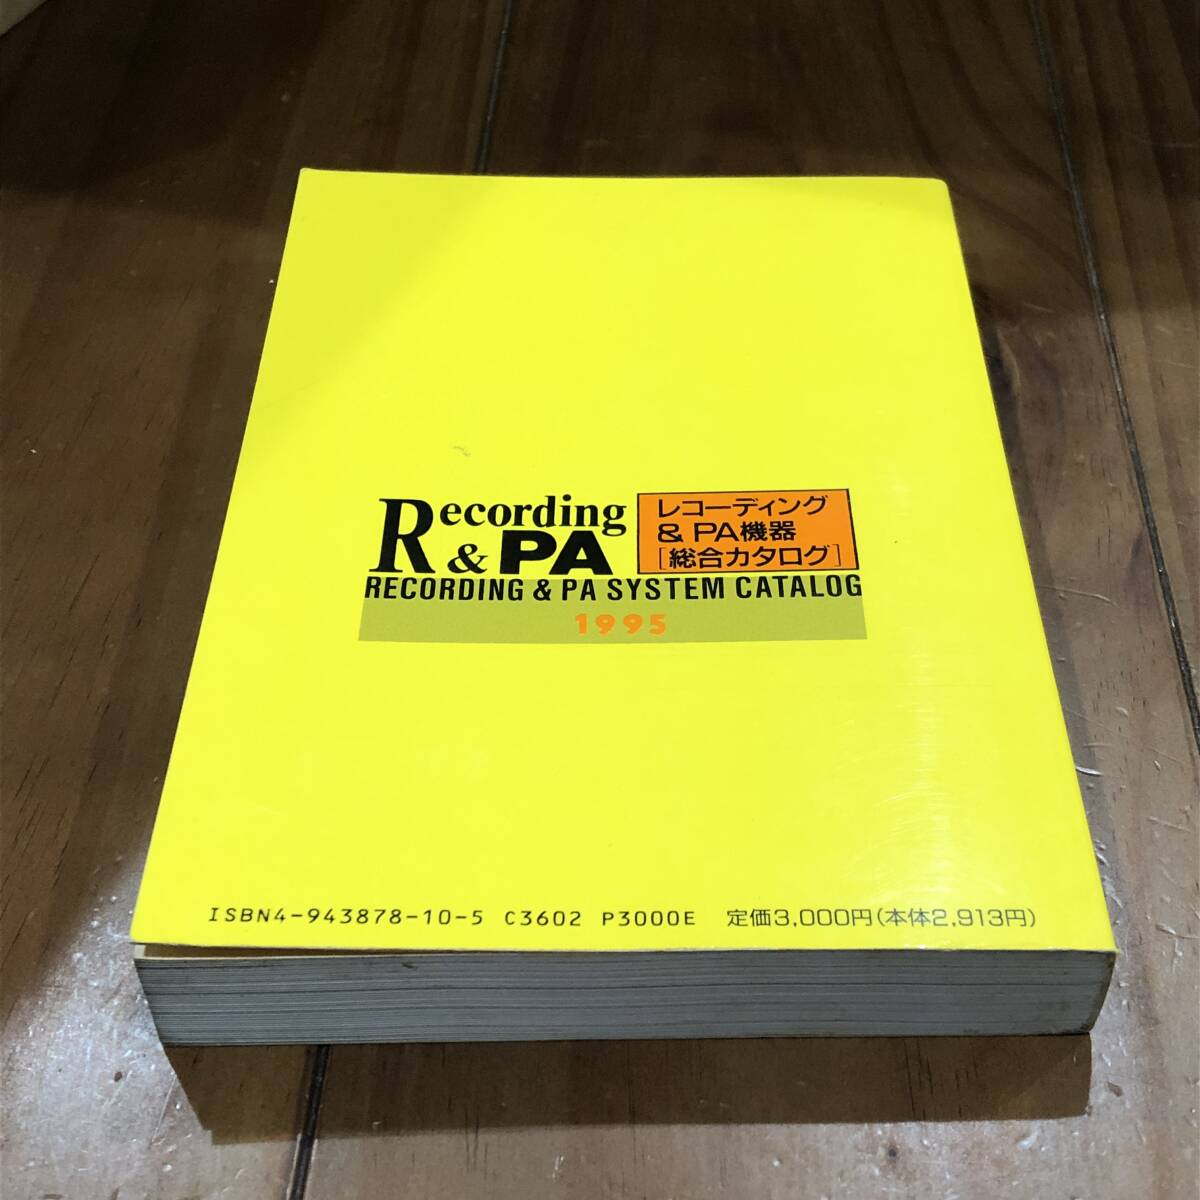 Recording
& PA
レコーディング
& PA機器
[総合カタログ]
RECORDING & PA SYSTEM CATALOG
1995
ISBN4-943878-10-5 C3602 P3000E 定価3,000円(本体2,913円)